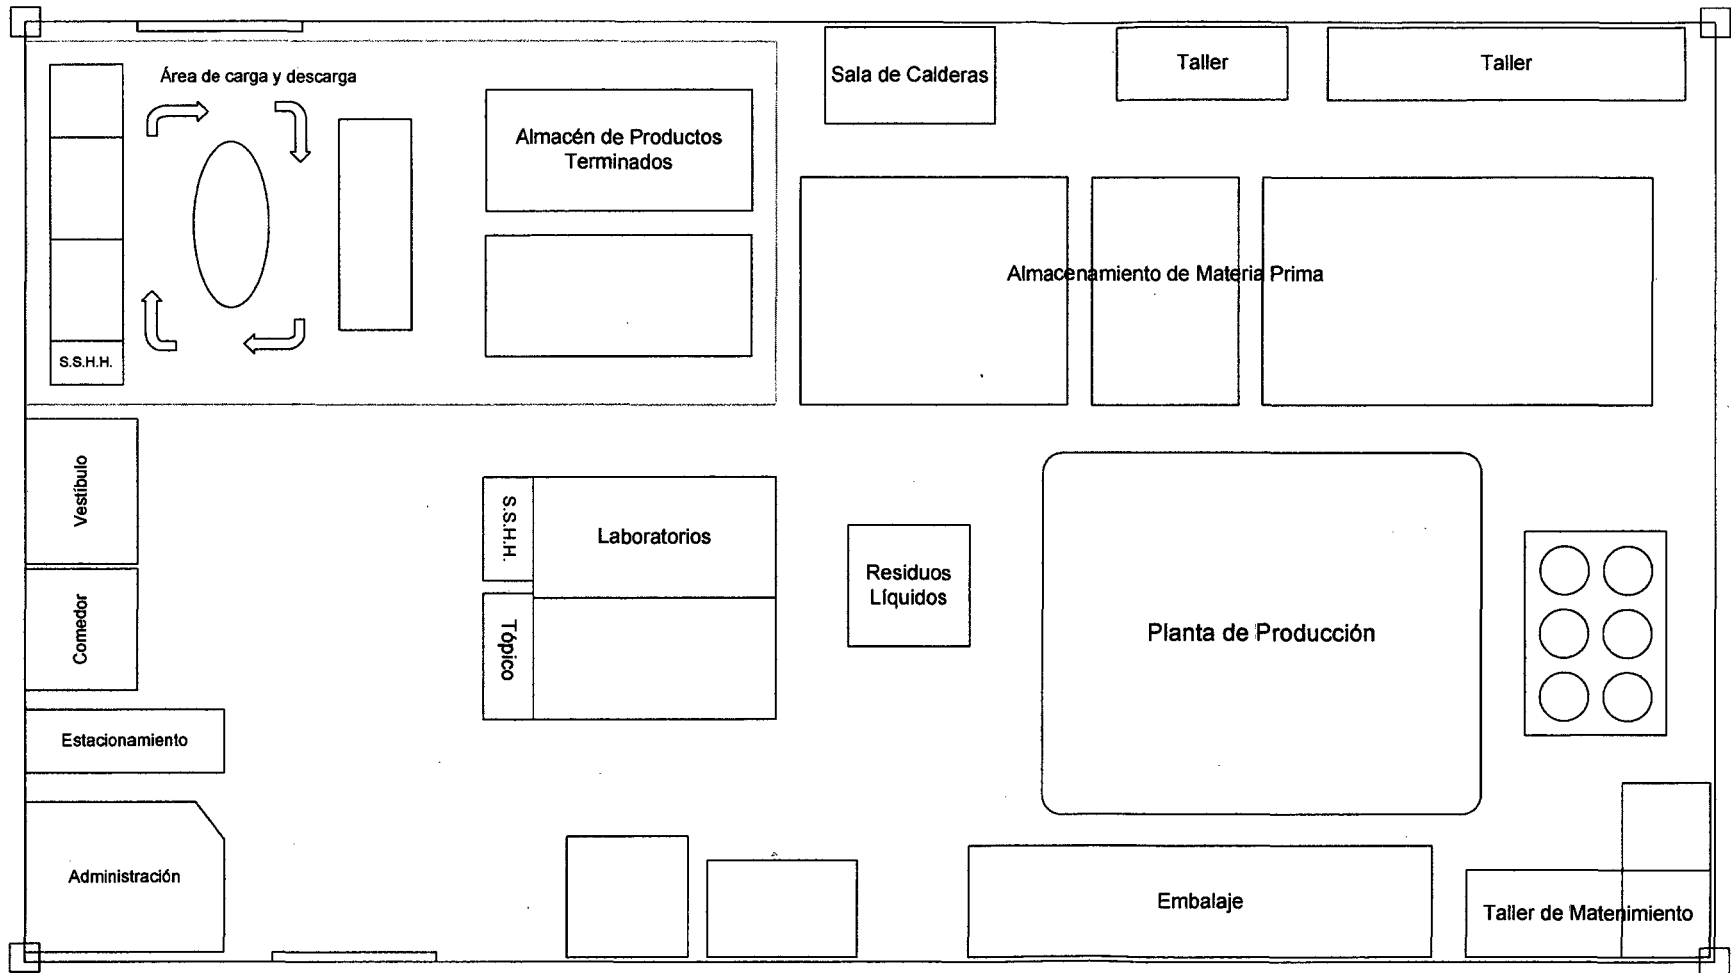 Área de carga y descarga
Sala de Calderas
Taller
Taller
Almacén de Productos
Terminados
Almacenamiento de Materia Prima
S.S.H.H.
Vestíbulo
S.S.H.H.
Laboratorios
Residuos
Líquidos
Comedor
Tópico
Planta de Producción
Estacionamiento
Administración
Embalaje
Taller de Matenimiento